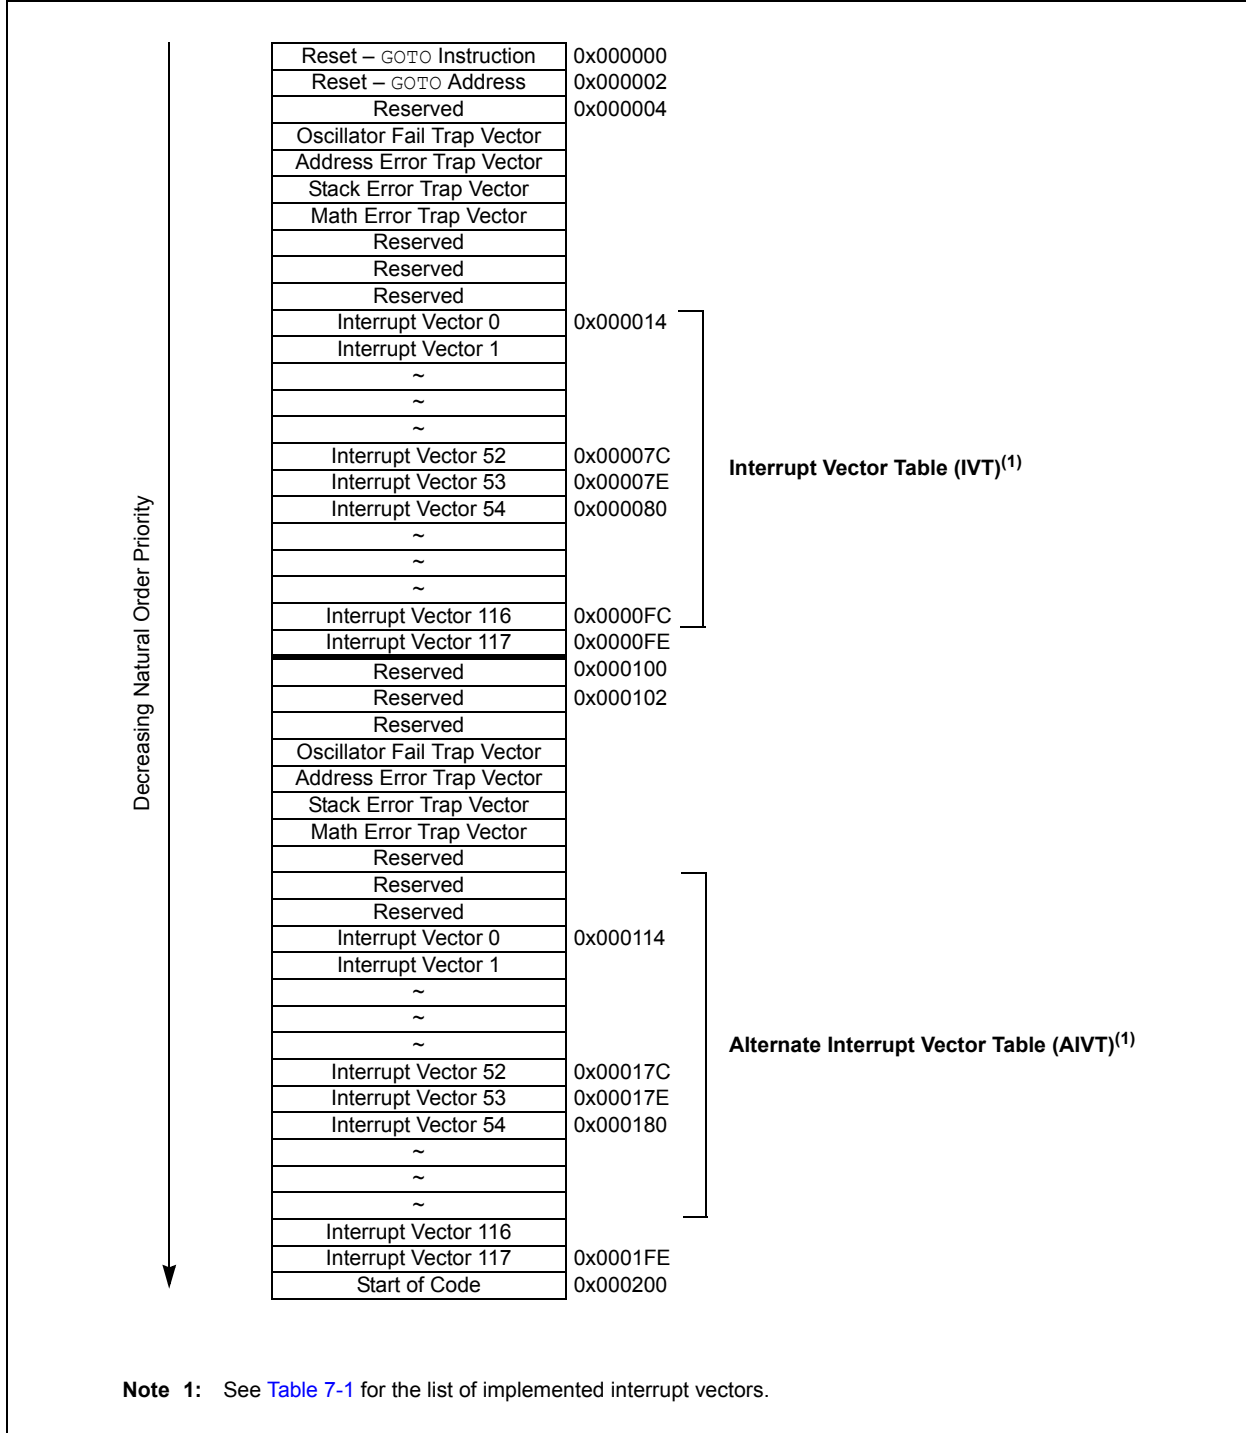 Reset – GOTO Instruction 0x000000
Reset – GOTO Address 0x000002
Reserved 0x000004
Oscillator Fail Trap Vector
Address Error Trap Vector
Stack Error Trap Vector
Math Error Trap Vector
Reserved
Reserved
Reserved
Interrupt Vector 0 0x000014
Interrupt Vector 1
~
~
~
Interrupt Vector 52 0x00007C
Interrupt Vector Table (IVT)(1)
Interrupt Vector 53 0x00007E
Interrupt Vector 54 0x000080
~
~
~
Interrupt Vector 116 0x0000FC
Interrupt Vector 117 0x0000FE
Decreasing Natural Order Priority
Reserved 0x000100
Reserved 0x000102
Reserved
Oscillator Fail Trap Vector
Address Error Trap Vector
Stack Error Trap Vector
Math Error Trap Vector
Reserved
Reserved
Reserved
Interrupt Vector 0 0x000114
Interrupt Vector 1
~
~
~
Alternate Interrupt Vector Table (AIVT)(1)
Interrupt Vector 52 0x00017C
Interrupt Vector 53 0x00017E
Interrupt Vector 54 0x000180
~
~
~
Interrupt Vector 116
Interrupt Vector 117 0x0001FE
Start of Code 0x000200
Note 1: See Table 7-1 for the list of implemented interrupt vectors.